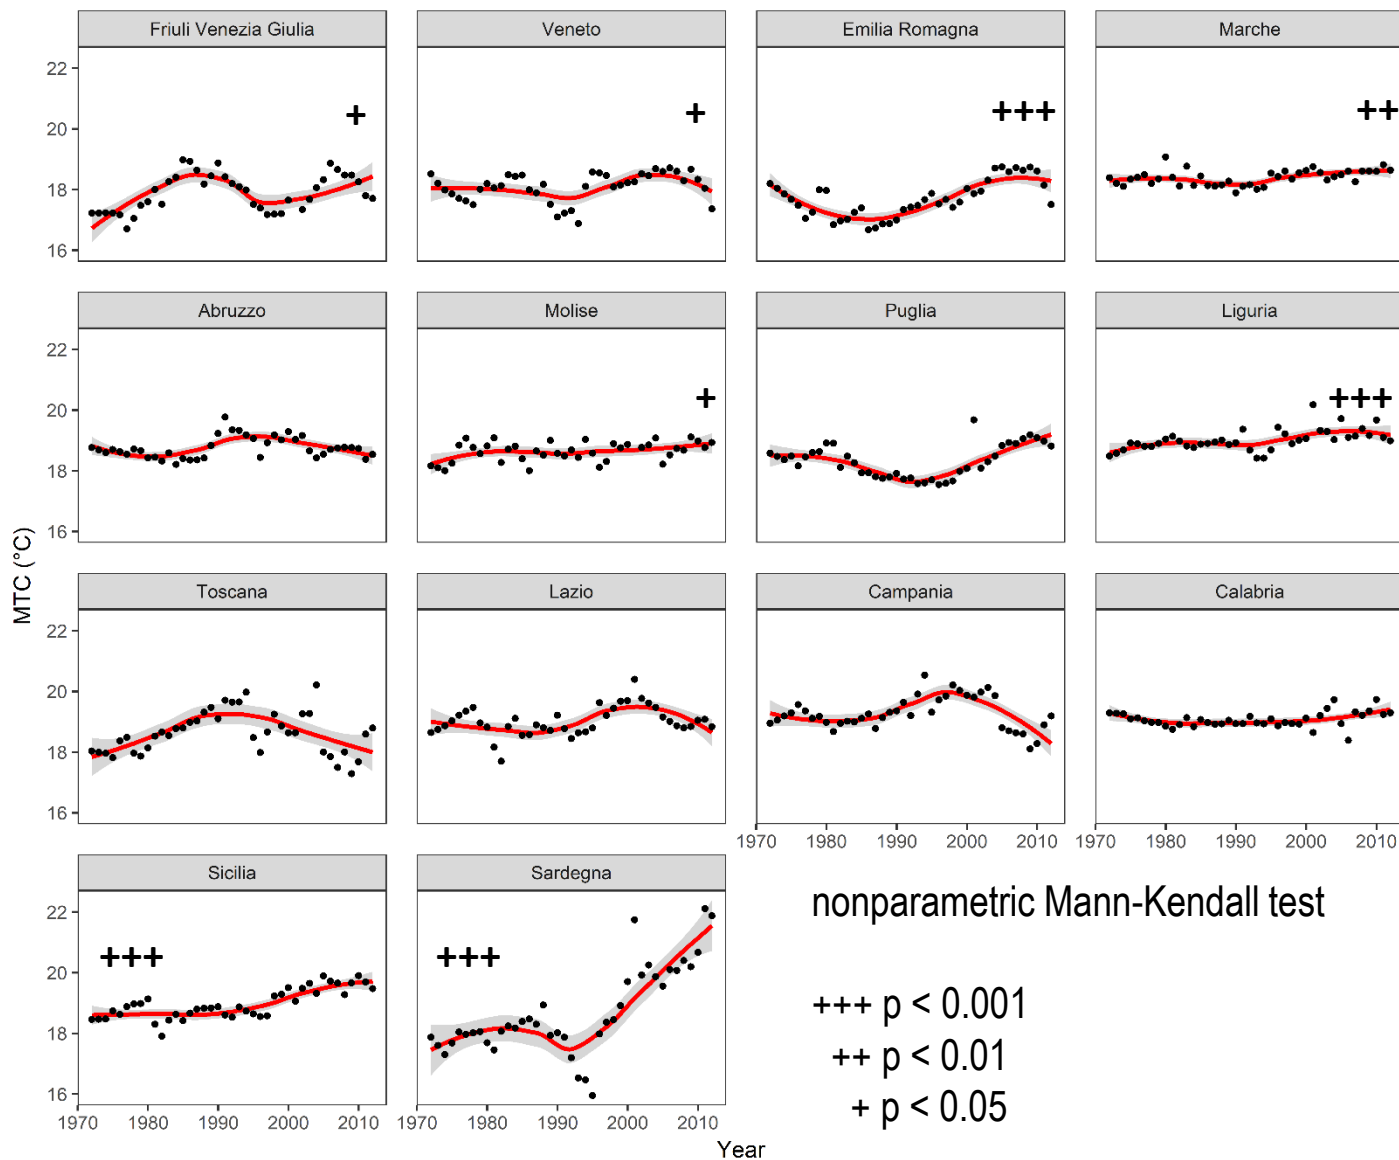 Friuli Venezia Giulia
Veneto
Emilia Romagna
Marche
22
20
18
16
+
+
+++
++
Abruzzo
Molise
Puglia
Liguria
22
20
18
16
+
+++
MTC (°C)
Toscana
Lazio
Campania
Calabria
22
20
18
16
1970 1980 1990 2000 2010
1970 1980 1990 2000 2010
Sicilia
Sardegna
22
20
18
16
+++
+++
1970 1980 1990 2000 2010
1970 1980 1990 2000 2010
Year
nonparametric Mann-Kendall test
+++ p < 0.001
++ p < 0.01
+ p < 0.05